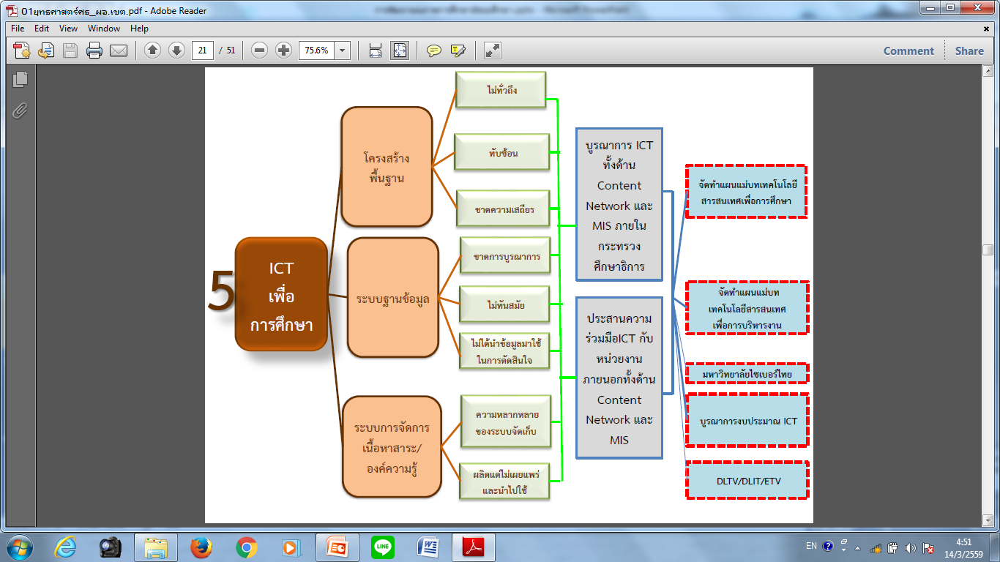 01ยุทธศาสตร์ศธ_ผอ.เขต.pdf - Adobe Reader
File Edit View Window Help
21 / 51
75.6%
Comment Share
5
ICT
เพื่อ
การศึกษา
โครงสร้าง
พื้นฐาน
ไม่ทั่วถึง
ทับซ้อน
ขาดความเสถียร
ระบบฐานข้อมูล
ขาดการบูรณาการ
ไม่ทันสมัย
ไม่ได้นำข้อมูลมาใช้
ในการตัดสินใจ
ระบบการจัดการ
เนื้อหาสาระ/
องค์ความรู้
ความหลากหลาย
ของระบบจัดเก็บ
ผลิตแต่ไม่เผยแพร่
และนำไปใช้
บูรณาการ ICT
ทั้งด้าน
Content
Network และ
MIS ภายใน
กระทรวง
ศึกษาธิการ
ประสานความ
ร่วมมือICT กับ
หน่วยงาน
ภายนอกทั้งด้าน
Content
Network และ
MIS
จัดทำแผนแม่บทเทคโนโลยี
สารสนเทศเพื่อการศึกษา
จัดทำแผนแม่บท
เทคโนโลยีสารสนเทศ
เพื่อการบริหารงาน
มหาวิทยาลัยไซเบอร์ไทย
บูรณาการงบประมาณ ICT
DLTV/DLIT/ETV
LINE
EN
4:51
14/3/2559